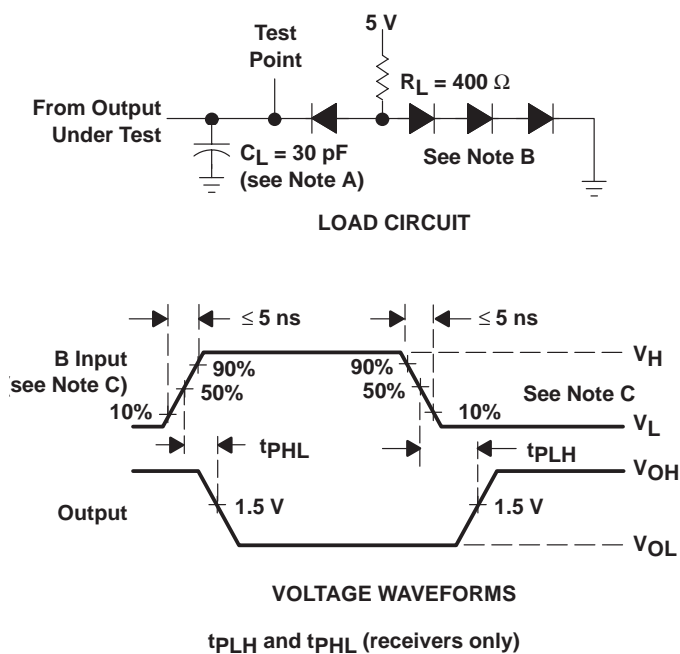 5 V
Test
Point
RL = 400 Ω
From Output
Under Test
CL = 30 pF
(see Note A)
See Note B
LOAD CIRCUIT
≤ 5 ns
≤ 5 ns
B Input
(see Note C)
90%
50%
10%
90%
50%
10%
VH
See Note C
VL
tPHL
tPLH
VOH
Output
1.5 V
1.5 V
VOL
VOLTAGE WAVEFORMS
tPLH and tPHL (receivers only)